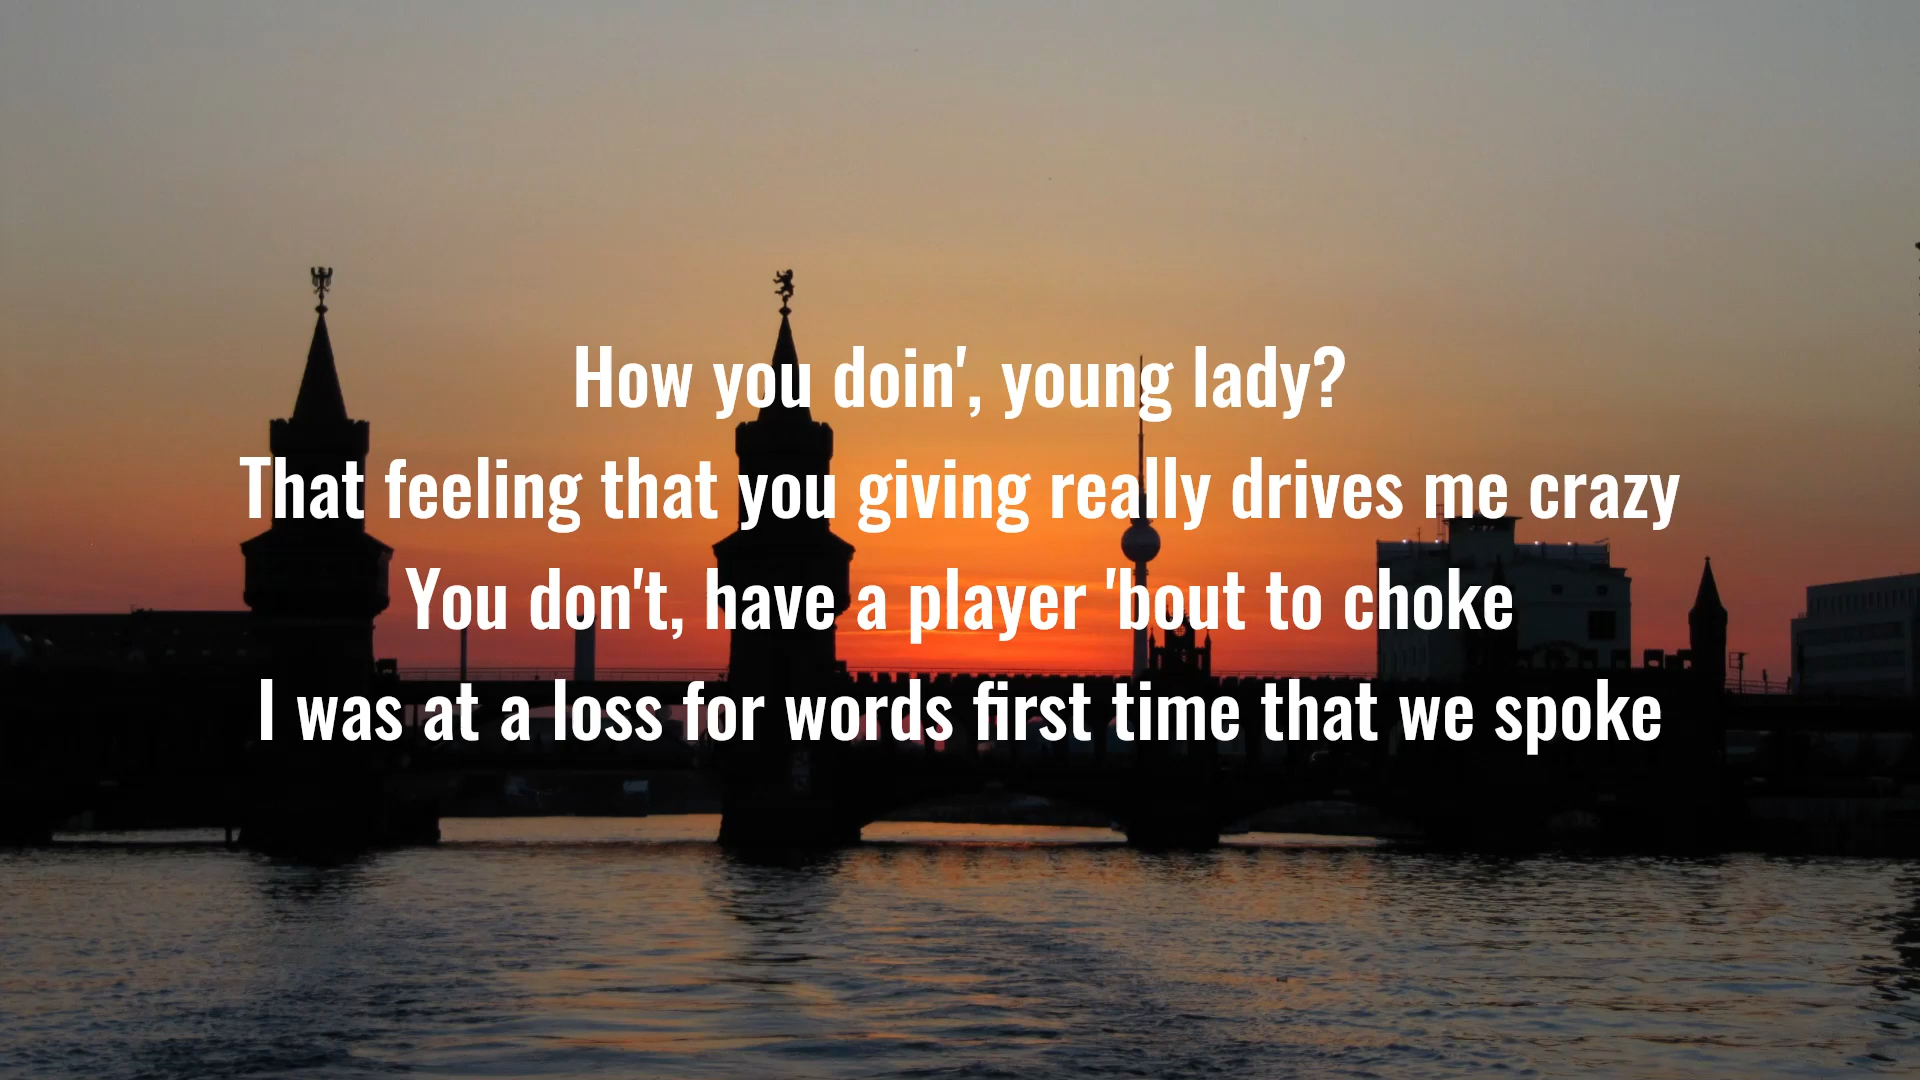 How you doin', young lady?
That feeling that you giving really drives me crazy
You don't, have a player 'bout to choke
I was at a loss for words first time that we spoke